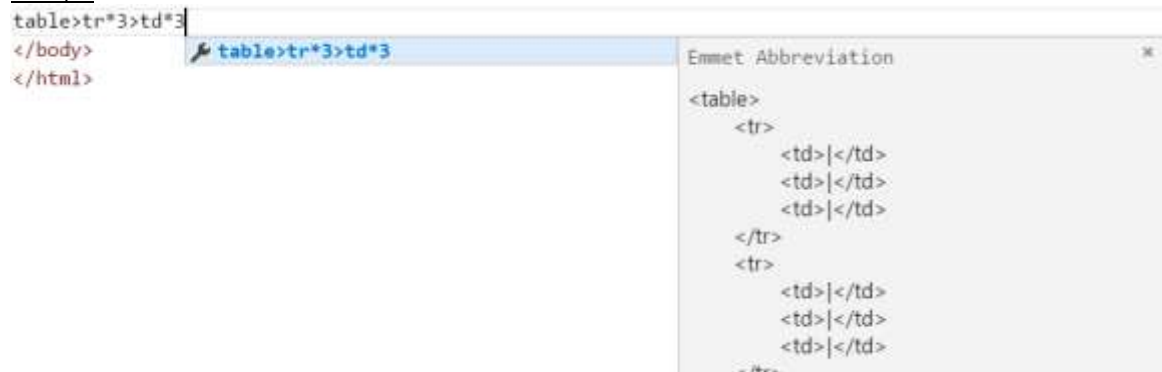 table>tr*3>td*3
</body>
</html>
table>tr*3>td*3
Emmet Abbreviation
<table>
<tr>
<td>|</td>
<td>|</td>
<td>|</td>
</tr>
<tr>
<td>|</td>
<td>|</td>
<td>|</td>